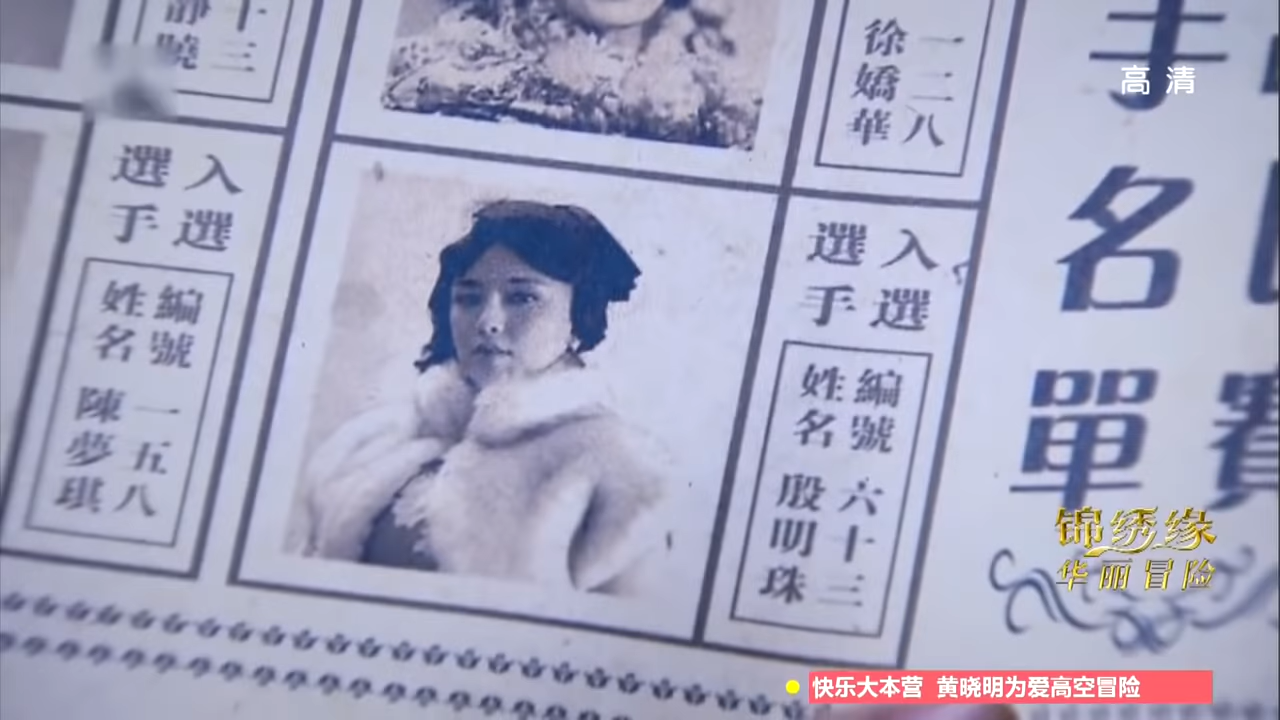 高清
賽
手名單
一二八
徐嬌華
入選
選手
編號 六十三
姓名 殷明珠
十三
入選
選手
編號 一五八
姓名 陳夢琪
锦绣缘
华丽冒险
快乐大本营 黄晓明为爱高空冒险